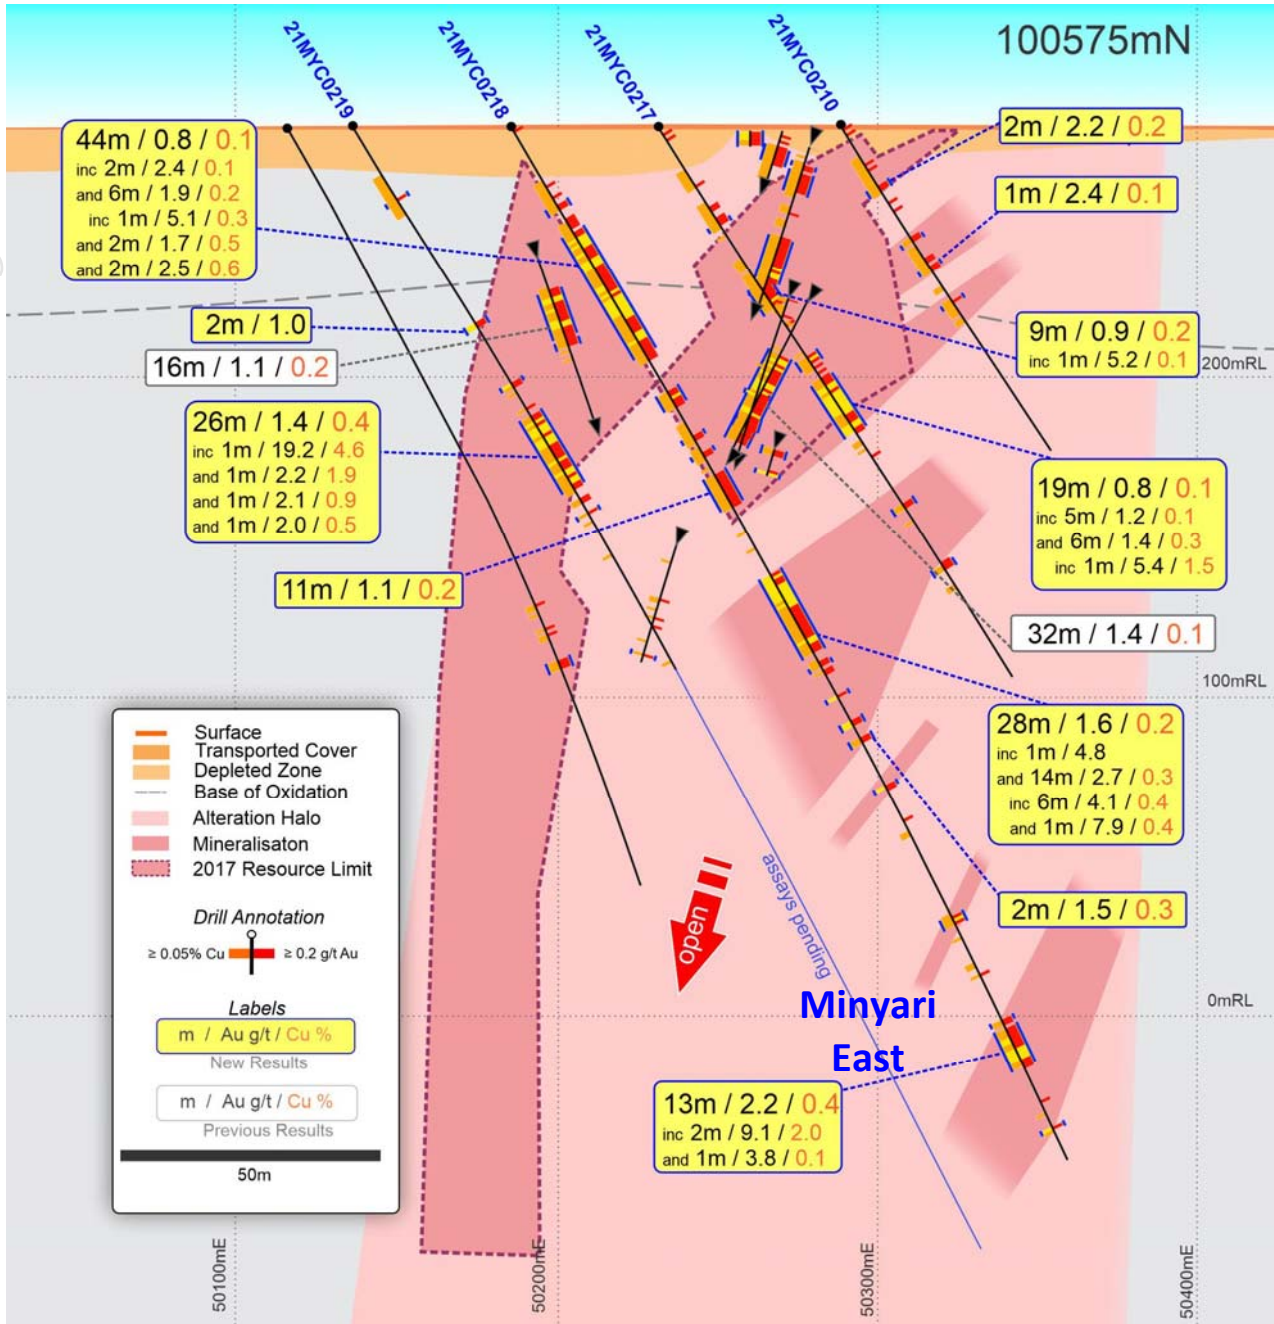 100575mN
21MYC0219
21MYC0218
21MYC0217
21MYC0210
44m / 0.8 / 0.1
inc 2m / 2.4 / 0.1
and 6m / 1.9 / 0.2
inc 1m / 5.1 / 0.3
and 2m / 1.7 / 0.5
and 2m / 2.5 / 0.6
2m / 2.2 / 0.2
1m / 2.4 / 0.1
2m / 1.0
16m / 1.1 / 0.2
9m / 0.9 / 0.2
inc 1m / 5.2 / 0.1
200mRL
26m / 1.4 / 0.4
inc 1m / 19.2 / 4.6
and 1m / 2.2 / 1.9
and 1m / 2.1 / 0.9
and 1m / 2.0 / 0.5
19m / 0.8 / 0.1
inc 5m / 1.2 / 0.1
and 6m / 1.4 / 0.3
inc 1m / 5.4 / 1.5
11m / 1.1 / 0.2
32m / 1.4 / 0.1
100mRL
28m / 1.6 / 0.2
inc 1m / 4.8
and 14m / 2.7 / 0.3
inc 6m / 4.1 / 0.4
and 1m / 7.9 / 0.4
2m / 1.5 / 0.3
assays pending
open
0mRL
Minyari
East
13m / 2.2 / 0.4
inc 2m / 9.1 / 2.0
and 1m / 3.8 / 0.1
Surface
Transported Cover
Depleted Zone
Base of Oxidation
Alteration Halo
Mineralisaton
2017 Resource Limit
Drill Annotation
≥ 0.05% Cu
≥ 0.2 g/t Au
Labels
m / Au g/t / Cu %
New Results
m / Au g/t / Cu %
Previous Results
50m
50100mE
50200mE
50300mE
50400mE